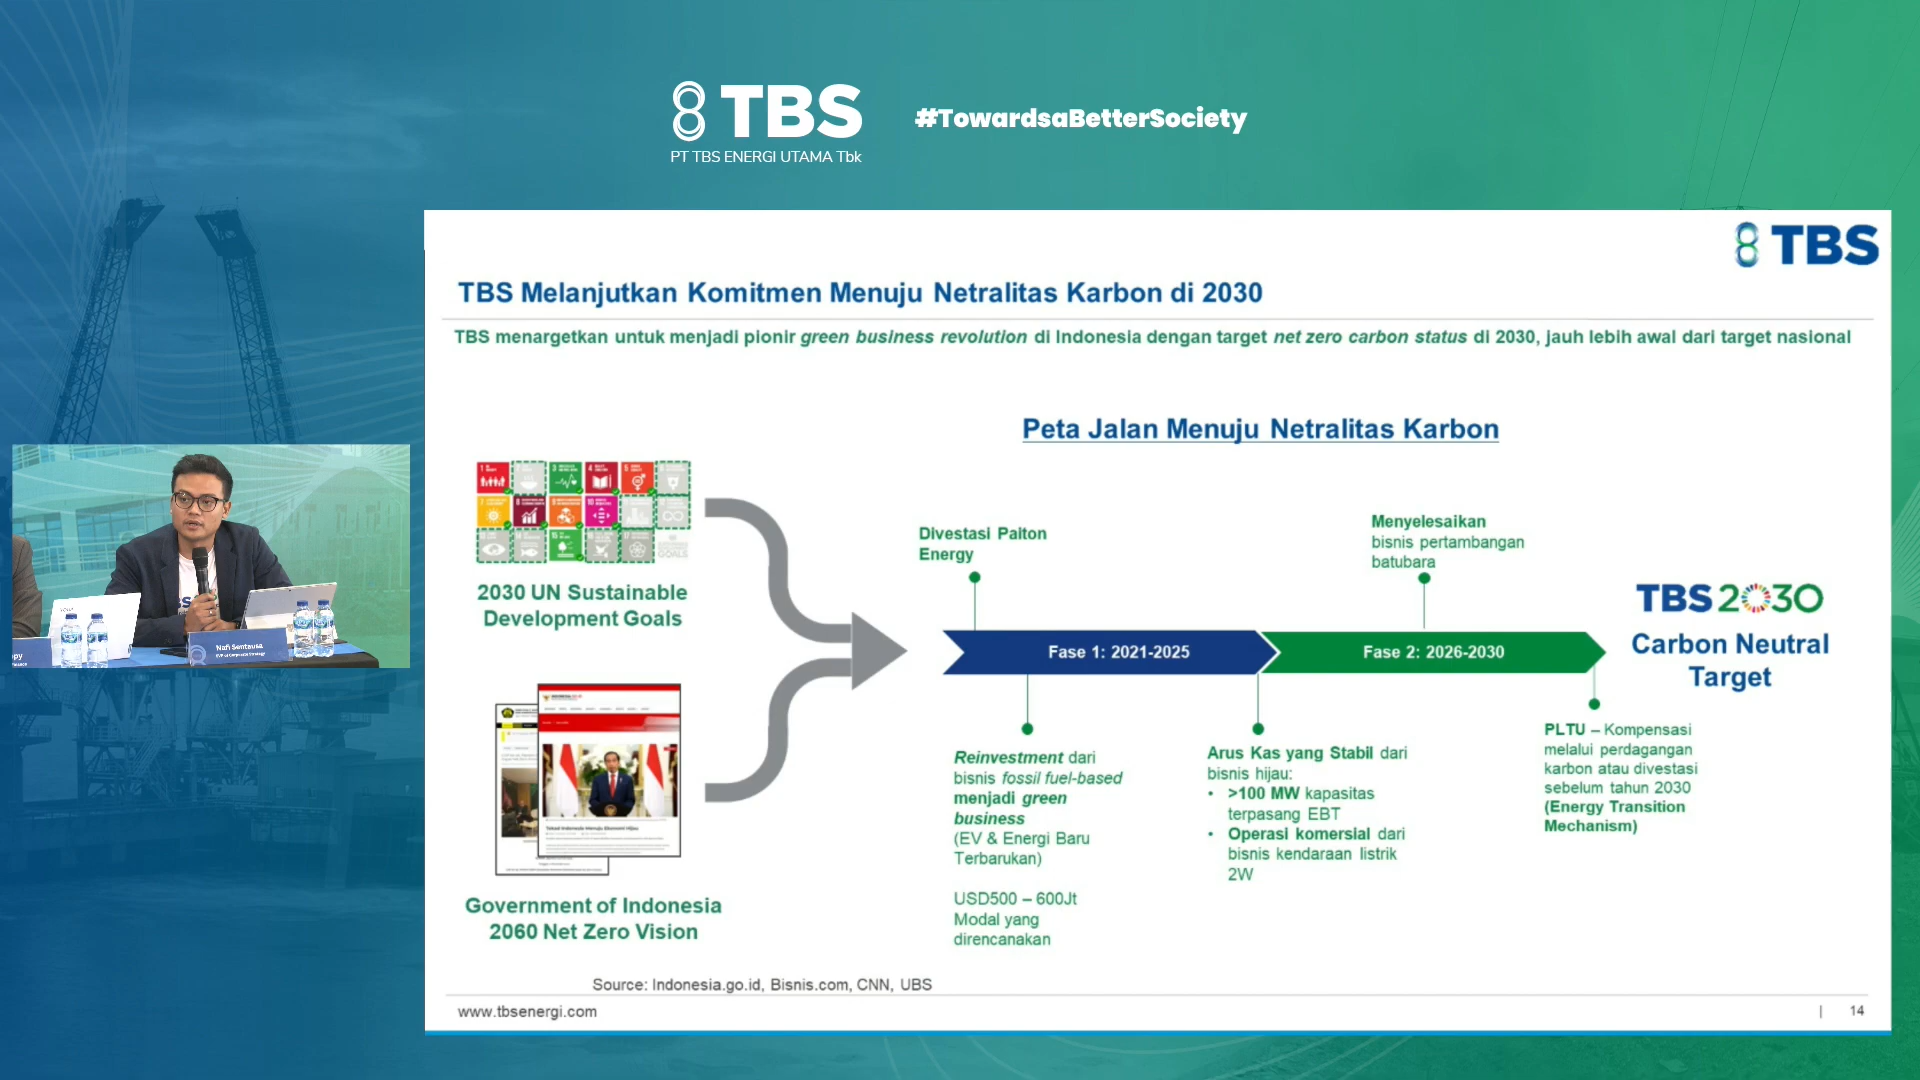 8 TBS
PT TBS ENERGI UTAMA Tbk
#TowardsaBetterSociety
8 TBS
TBS Melanjutkan Komitmen Menuju Netralitas Karbon di 2030
TBS menargetkan untuk menjadi pionir green business revolution di Indonesia dengan target net zero carbon status di 2030, jauh lebih awal dari target nasional
Peta Jalan Menuju Netralitas Karbon
2030 UN Sustainable
Development Goals
Government of Indonesia
2060 Net Zero Vision
Divestasi Paiton
Energy
Menyelesaikan
bisnis pertambangan
batubara
Fase 1: 2021-2025
Fase 2: 2026-2030
TBS 2030
Carbon Neutral
Target
Reinvestment dari
bisnis fossil fuel-based
menjadi green
business
(EV & Energi Baru
Terbarukan)
USD500 – 600Jt
Modal yang
direncanakan
Arus Kas yang Stabil dari
bisnis hijau:
• >100 MW kapasitas
terpasang EBT
• Operasi komersial dari
bisnis kendaraan listrik
2W
PLTU – Kompensasi
melalui perdagangan
karbon atau divestasi
sebelum tahun 2030
(Energy Transition
Mechanism)
Source: Indonesia.go.id, Bisnis.com, CNN, UBS
www.tbsenergi.com
| 14
Nafi Sentausa